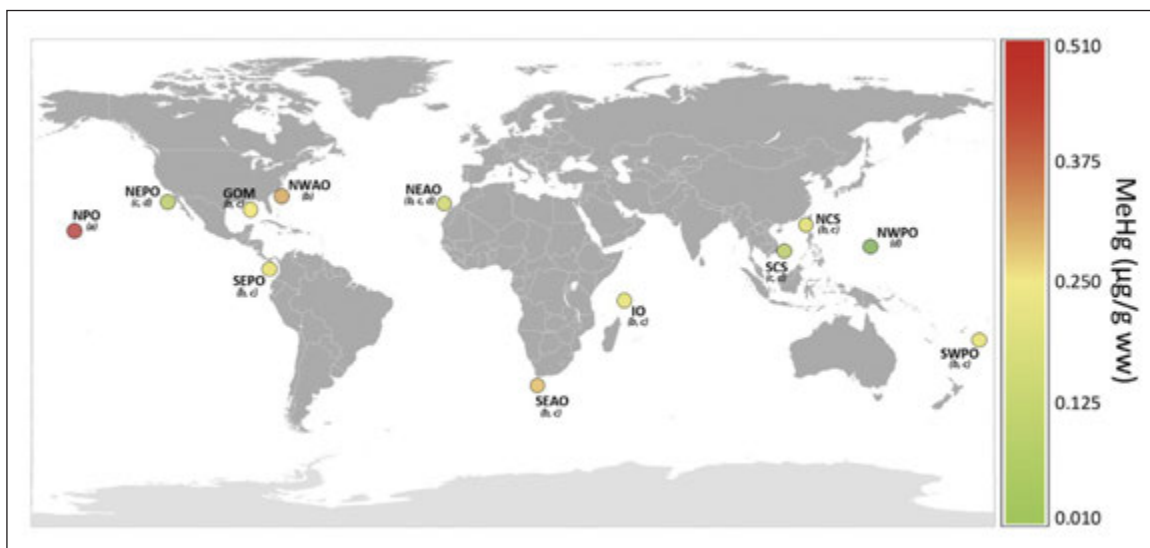 0.510
0.375
0.250
0.125
0.010
MeHg (µg/g ww)
NPO
(a)
NEPO
(c, d)
GOM
(b, c)
NWAO
(b)
SEPO
(b, c)
NEAO
(b, c, d)
SEAO
(b, c)
IO
(b, c)
NCS
(b, c)
SCS
(c, d)
NWPO
(d)
SWPO
(b, c)